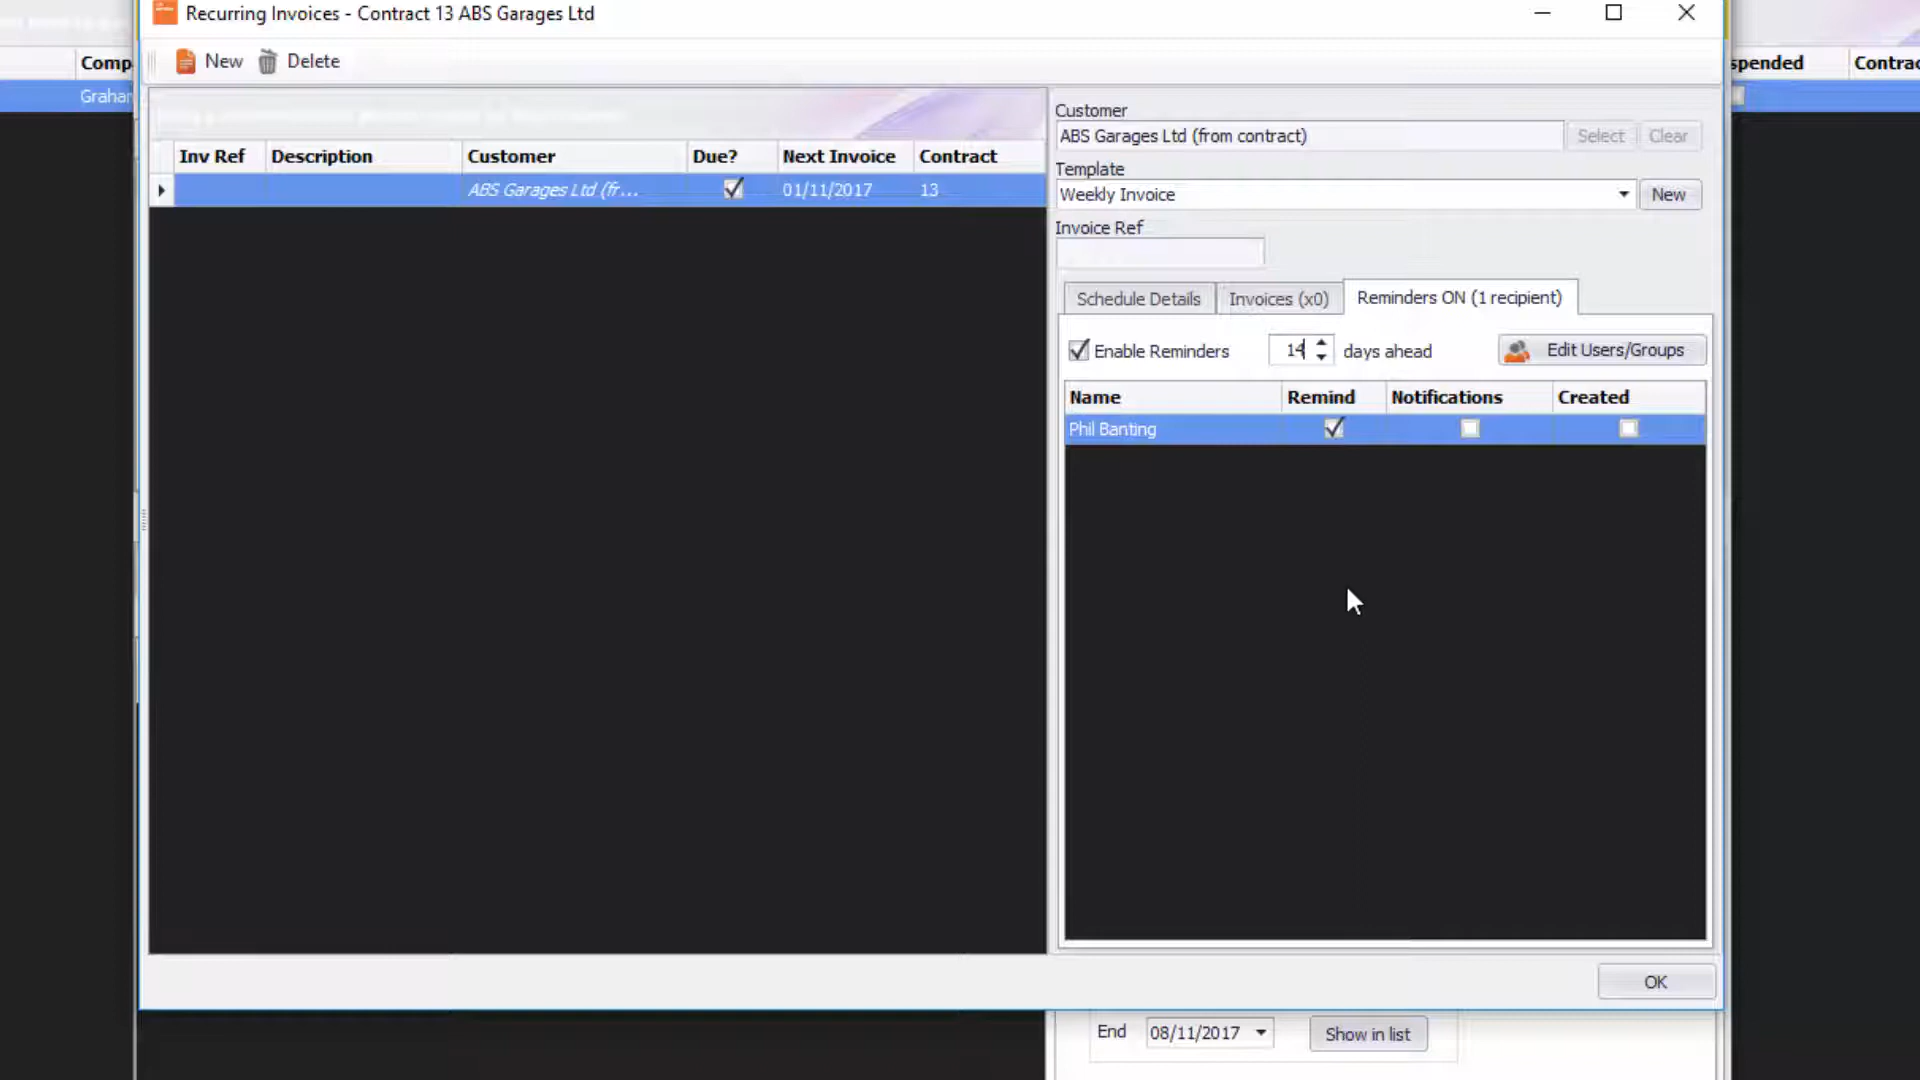 Recurring Invoices - Contract 13 ABS Garages Ltd
New Delete
Comp
spended Contrac
Grahan
Customer
ABS Garages Ltd (from contract) Select Clear
Inv Ref Description Customer Due? Next Invoice Contract
ABS Garages Ltd (fr... 01/11/2017 13
Template
Weekly Invoice New
Invoice Ref
Schedule Details Invoices (x0) Reminders ON (1 recipient)
Enable Reminders 14 days ahead Edit Users/Groups
Name Remind Notifications Created
Phil Banting
OK
End 08/11/2017 Show in list